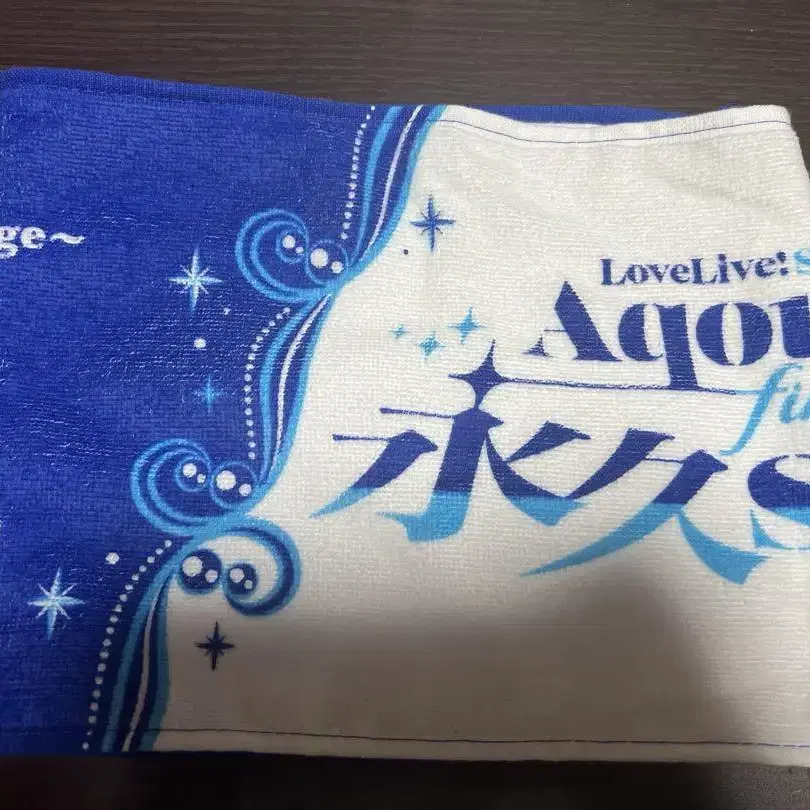 ge~
LoveLive! S
Aqou
fin
永久S